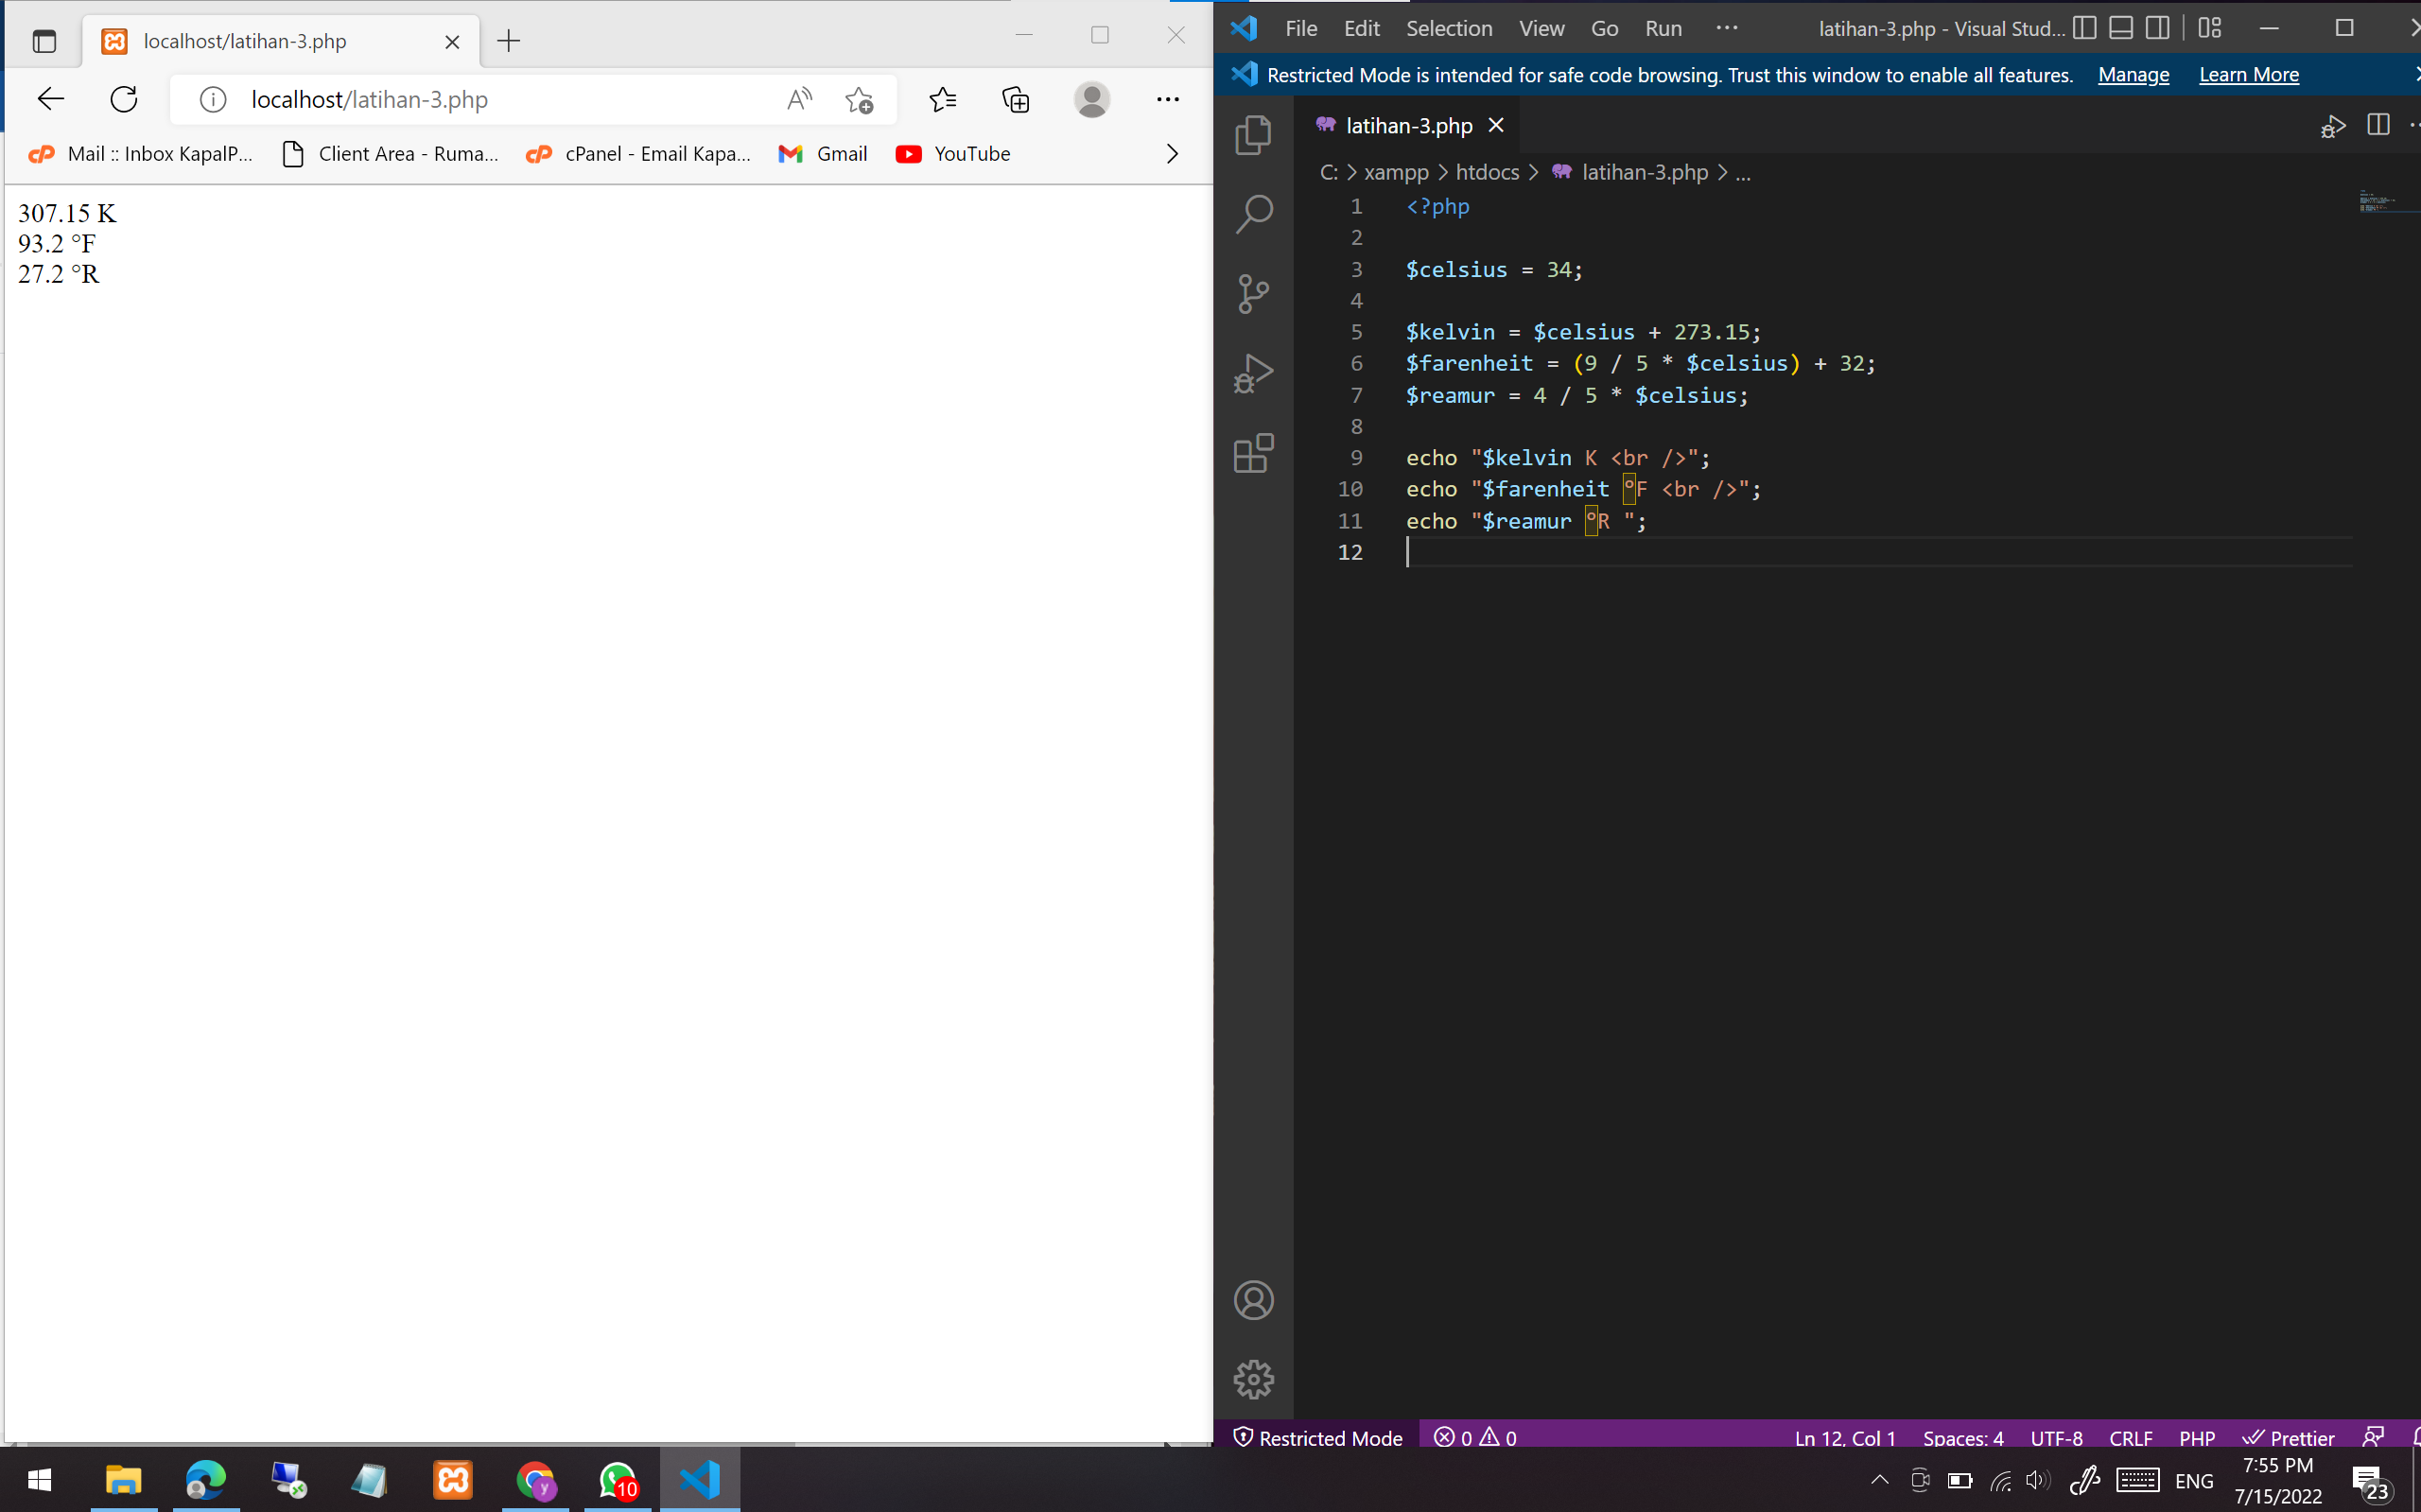 localhost/latihan-3.php
localhost/latihan-3.php
Mail :: Inbox KapalP...
Client Area - Ruma...
cPanel - Email Kapa...
Gmail
YouTube
307.15 K
93.2 °F
27.2 °R
File Edit Selection View Go Run ... latihan-3.php - Visual Stud...
Restricted Mode is intended for safe code browsing. Trust this window to enable all features. Manage Learn More
latihan-3.php
C: > xampp > htdocs > latihan-3.php > ...
1 <?php
2
3 $celsius = 34;
4
5 $kelvin = $celsius + 273.15;
6 $farenheit = (9 / 5 * $celsius) + 32;
7 $reamur = 4 / 5 * $celsius;
8
9 echo "$kelvin K <br />";
10 echo "$farenheit °F <br />";
11 echo "$reamur °R ";
12
Restricted Mode 0 0 Ln 12, Col 1 Spaces: 4 UTF-8 CRLF PHP Prettier
y
10
ENG
7:55 PM
7/15/2022
23